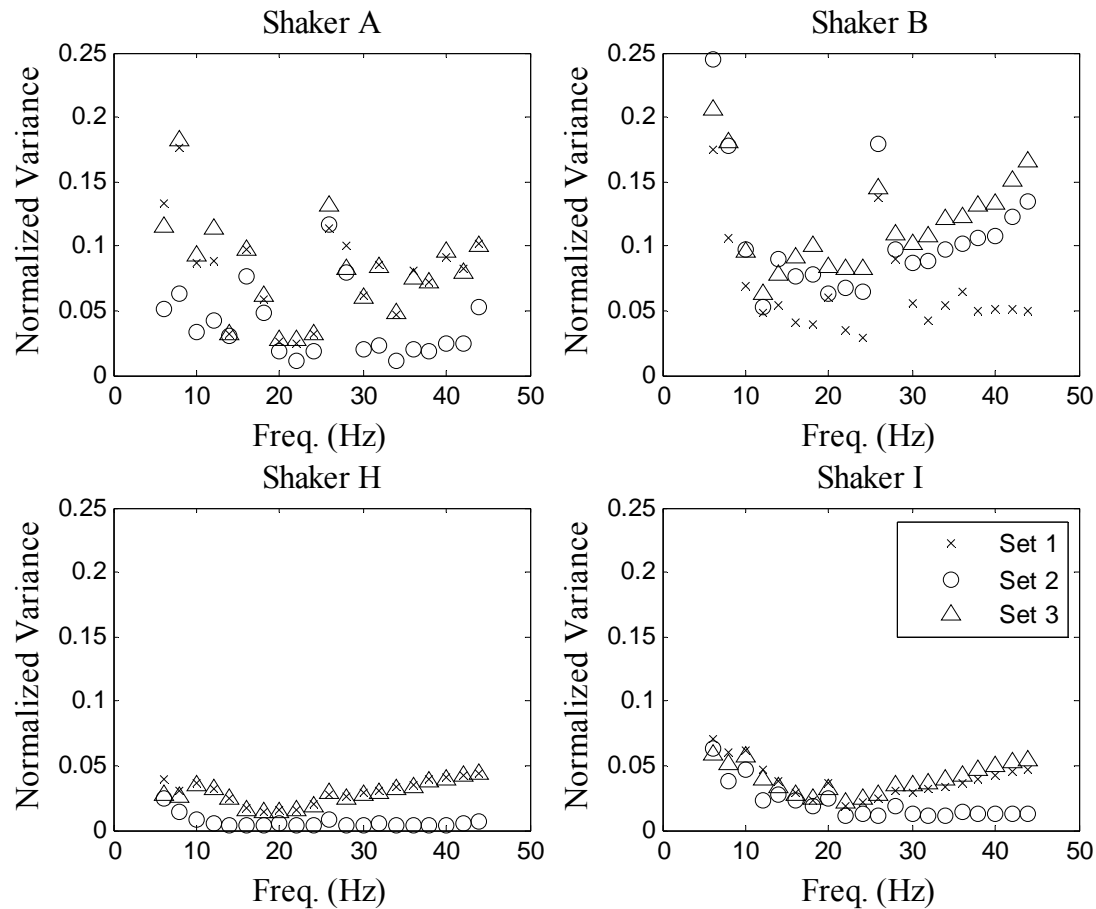 Shaker A
Normalized Variance
0.25
0.2
0.15
0.1
0.05
0
0 10 20 30 40 50
Freq. (Hz)
Shaker B
Normalized Variance
0.25
0.2
0.15
0.1
0.05
0
0 10 20 30 40 50
Freq. (Hz)
Shaker H
Normalized Variance
0.25
0.2
0.15
0.1
0.05
0
0 10 20 30 40 50
Freq. (Hz)
Shaker I
Normalized Variance
0.25
0.2
0.15
0.1
0.05
0
0 10 20 30 40 50
Freq. (Hz)
Set 1
Set 2
Set 3